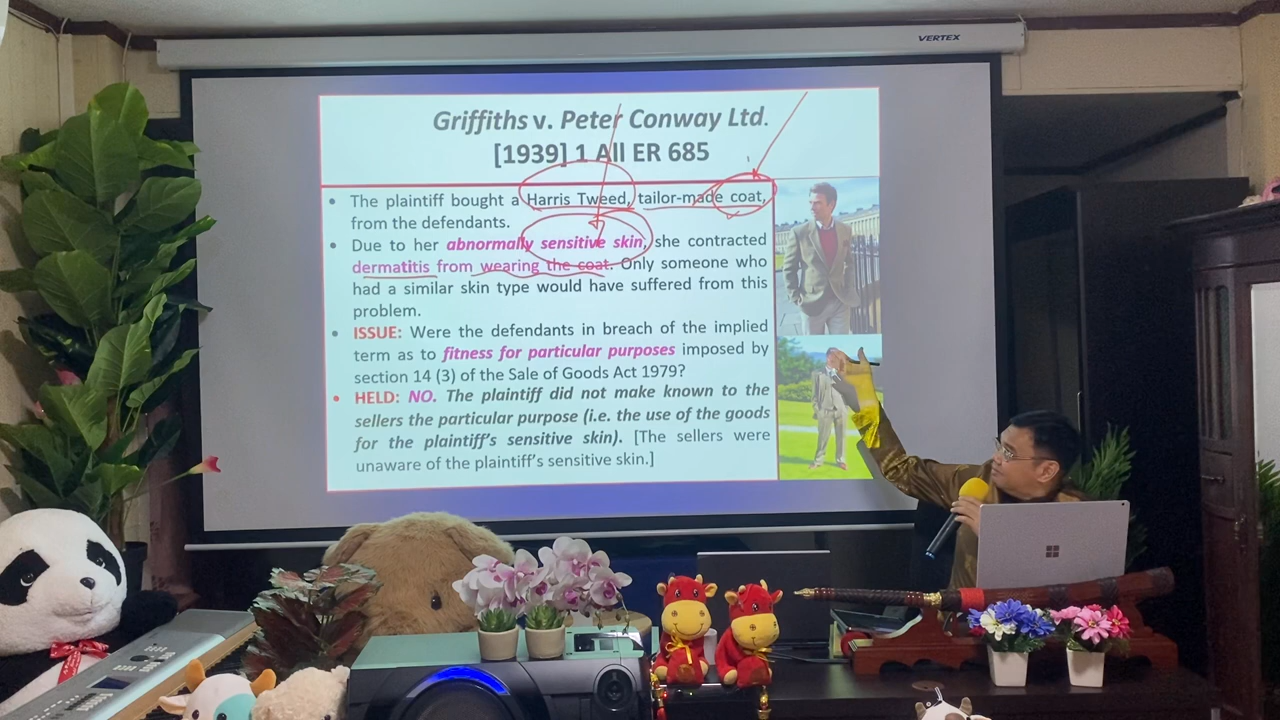 VERTEX
Griffiths v. Peter Conway Ltd.
[1939] 1 All ER 685
• The plaintiff bought a Harris Tweed, tailor-made coat,
from the defendants.
• Due to her abnormally sensitive skin, she contracted
dermatitis from wearing the coat. Only someone who
had a similar skin type would have suffered from this
problem.
• ISSUE: Were the defendants in breach of the implied
term as to fitness for particular purposes imposed by
section 14 (3) of the Sale of Goods Act 1979?
• HELD: NO. The plaintiff did not make known to the
sellers the particular purpose (i.e. the use of the goods
for the plaintiff's sensitive skin). [The sellers were
unaware of the plaintiff's sensitive skin.]